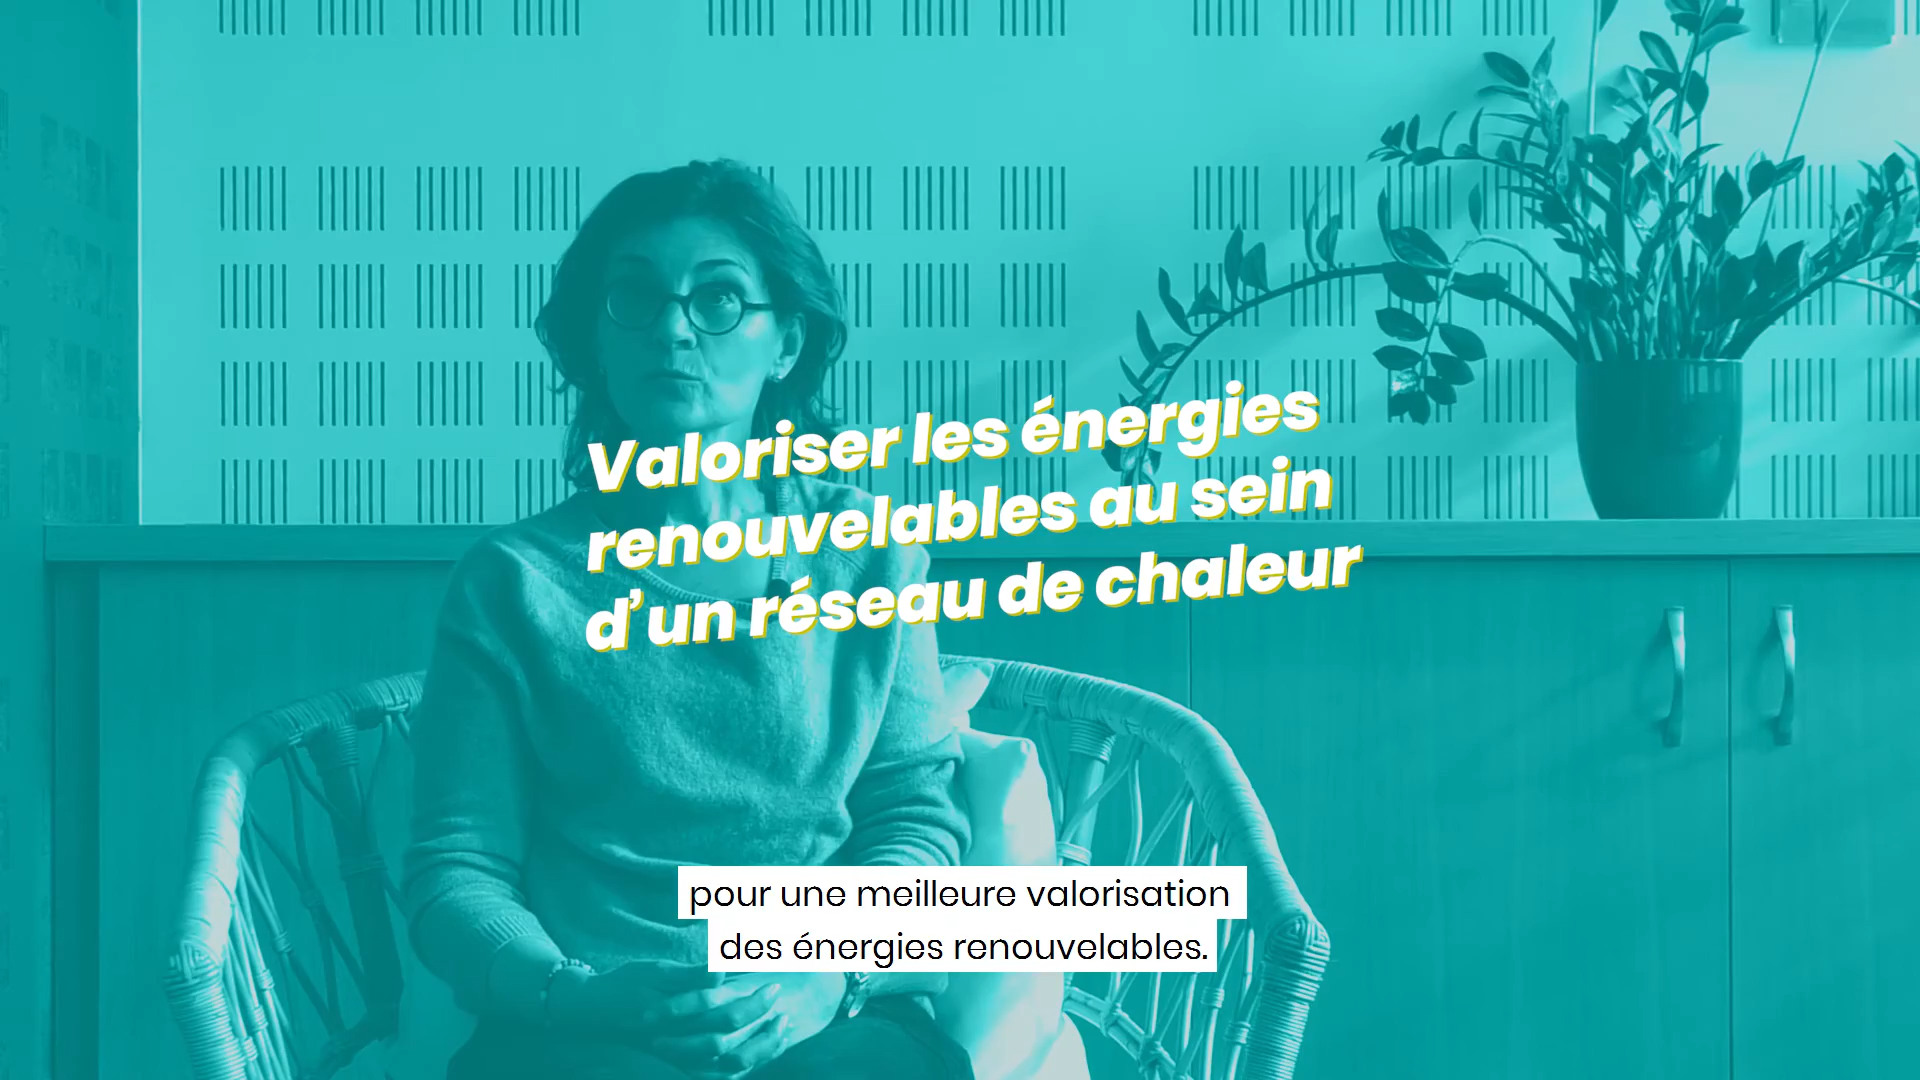 Valoriser les énergies
renouvelables au sein
d'un réseau de chaleur
pour une meilleure valorisation
des énergies renouvelables.